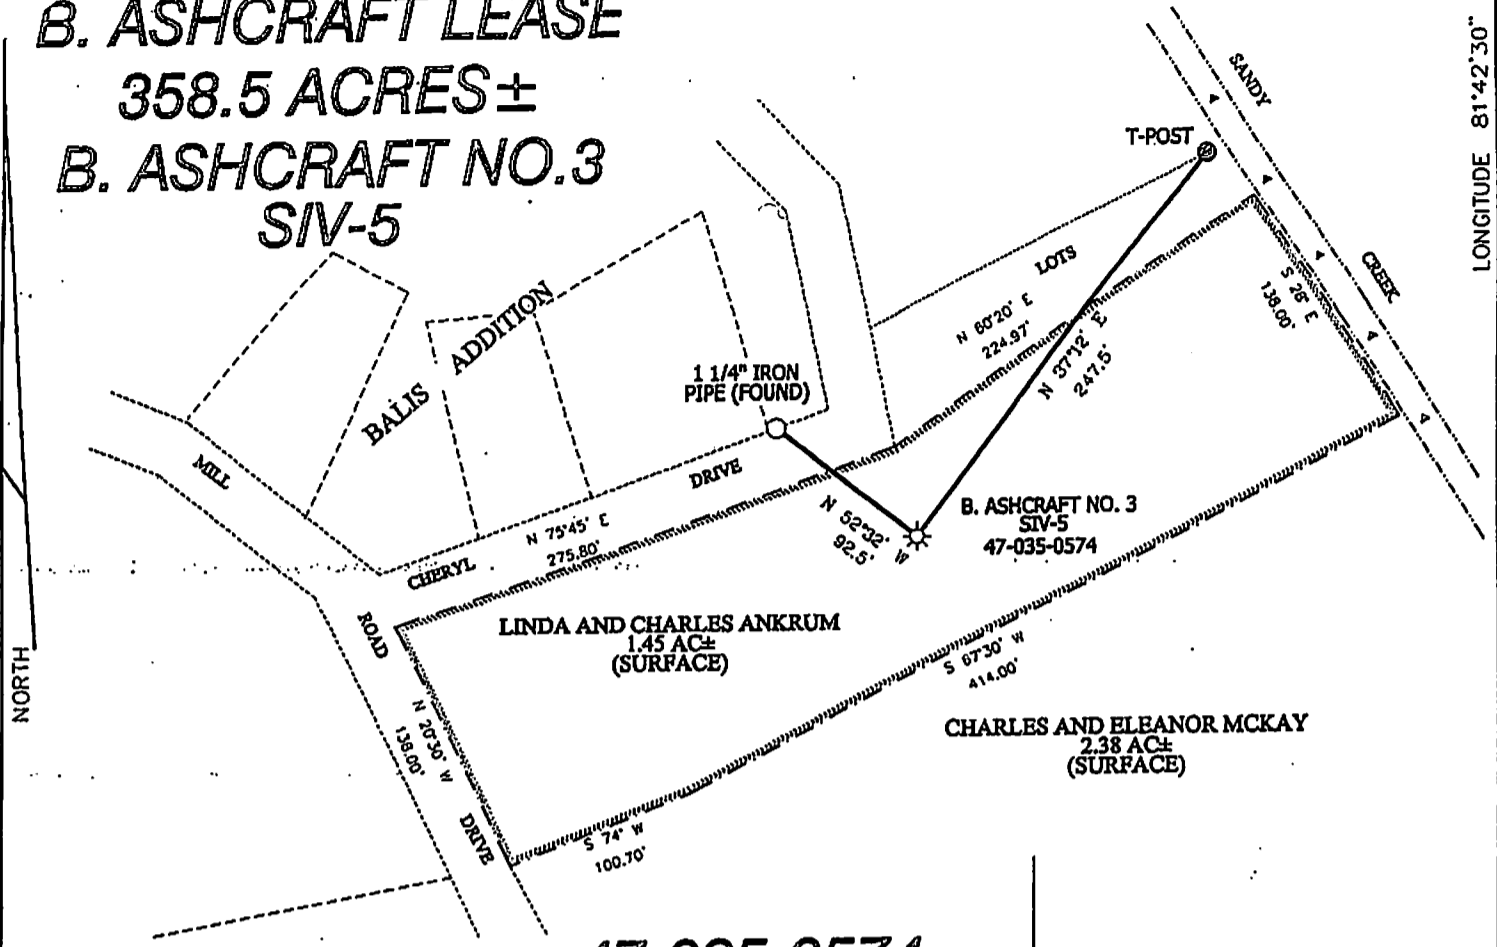 B. ASHCRAFT LEASE
358.5 ACRES±
B. ASHCRAFT NO.3
SIV-5
LONGITUDE 81°42'30"
SANDY
CREEK
T-POST
LOTS
N 60°20' E
224.97'
N 37°12' E
247.5'
S 28° E
138.00'
BALIS ADDITION
1 1/4" IRON
PIPE (FOUND)
MILL
ROAD
DRIVE
CHERYL
DRIVE
N 75°45' E
275.80'
N 52°32' W
92.5'
B. ASHCRAFT NO. 3
SIV-5
47-035-0574
LINDA AND CHARLES ANKRUM
1.45 AC±
(SURFACE)
N 20°30' W
138.00'
S 67°30' W
414.00'
CHARLES AND ELEANOR MCKAY
2.38 AC±
(SURFACE)
S 74° W
100.70'
NORTH
47-035-0574